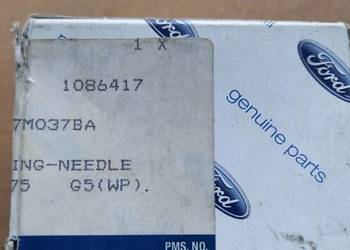 1 X
1086417
7M037BA
ING-NEEDLE
75 G5(WP).
PMS. NO.
Ford
genuine parts
Ford